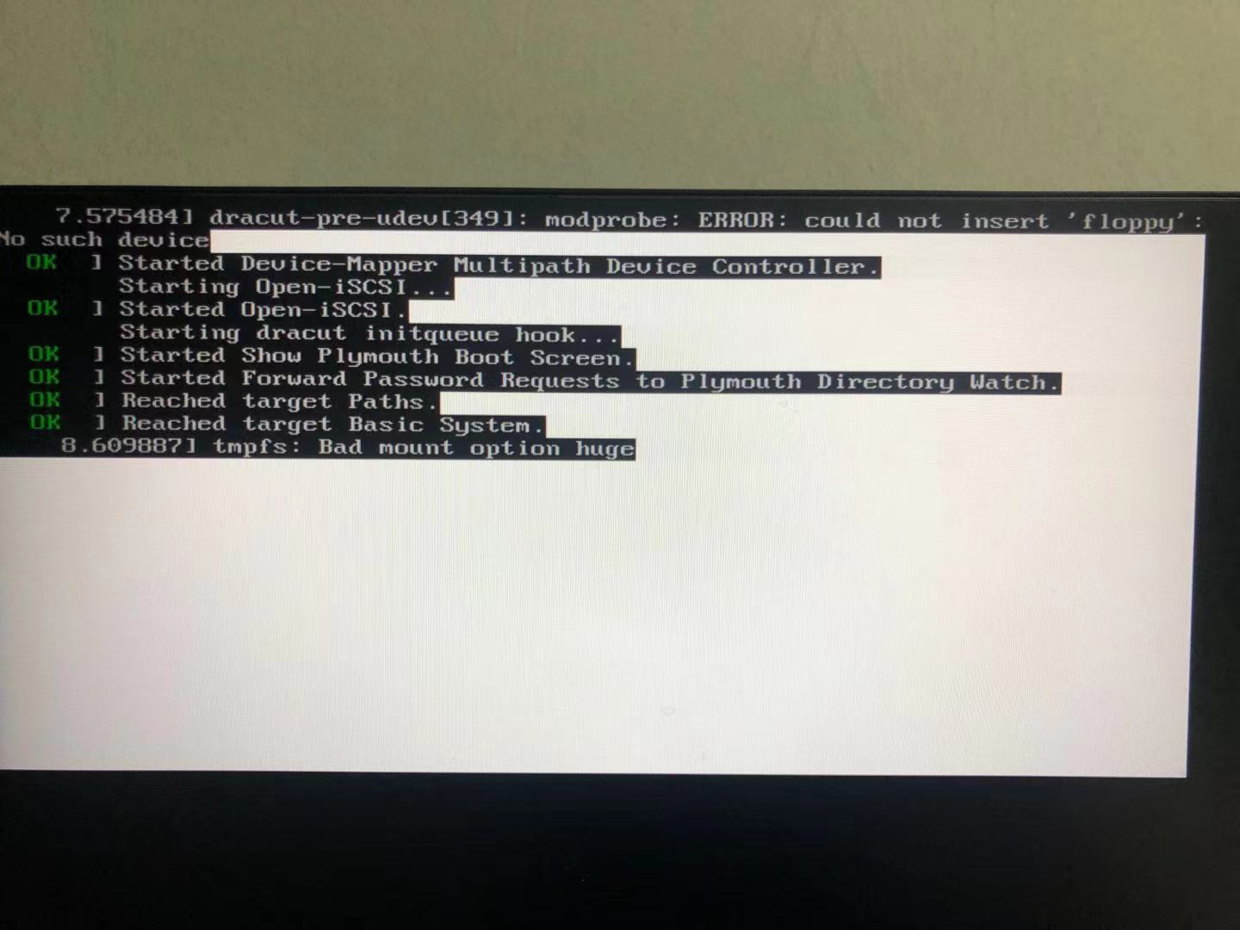 7.575484] dracut-pre-udev[349]: modprobe: ERROR: could not insert 'floppy':
No such device
OK ] Started Device-Mapper Multipath Device Controller.
Starting Open-iSCSI...
OK ] Started Open-iSCSI.
Starting dracut initqueue hook...
OK ] Started Show Plymouth Boot Screen.
OK ] Started Forward Password Requests to Plymouth Directory Watch.
OK ] Reached target Paths.
OK ] Reached target Basic System.
8.609887] tmpfs: Bad mount option huge